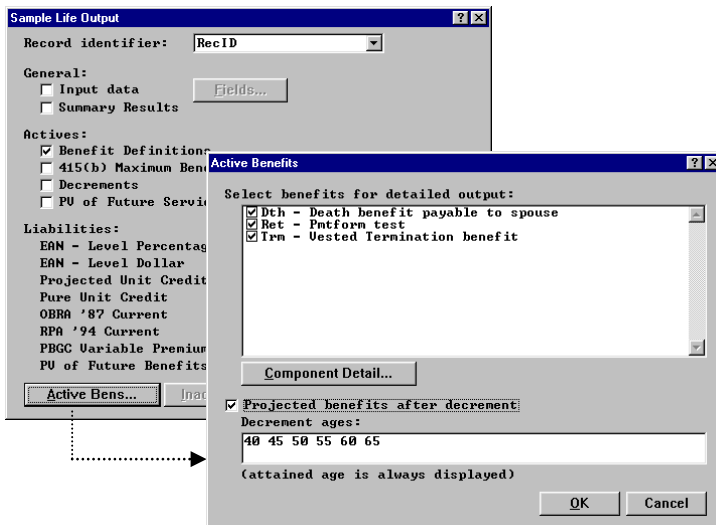 Sample Life Output
Record identifier: RecID
General:
Input data
Fields...
Summary Results
Actives:
Benefit Definitions
415(b) Maximum Ben
Decrements
PV of Future Servi
Liabilities:
EAN - Level Percentag
EAN - Level Dollar
Projected Unit Credit
Pure Unit Credit
OBRA '87 Current
RPA '94 Current
PBGC Variable Premium
PV of Future Benefits
Active Bens...
Inac
Active Benefits
Select benefits for detailed output:
Dth - Death benefit payable to spouse
Ret - Pmtform test
Trm - Vested Termination benefit
Component Detail...
Projected benefits after decrement
Decrement ages:
40 45 50 55 60 65
(attained age is always displayed)
OK
Cancel